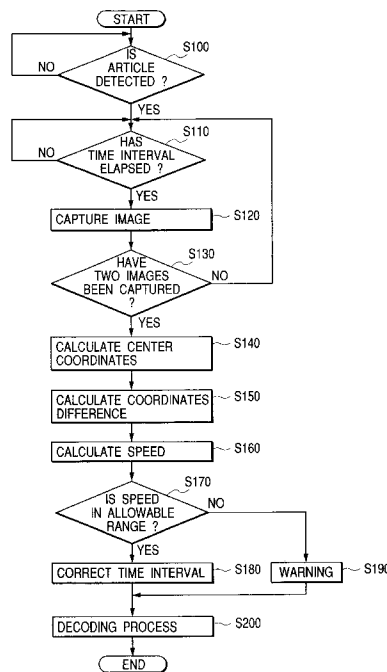 START
S100
IS
ARTICLE
DETECTED ?
NO
YES
S110
HAS
TIME INTERVAL
ELAPSED ?
NO
YES
CAPTURE IMAGE
S120
S130
HAVE
TWO IMAGES
BEEN CAPTURED
?
NO
YES
CALCULATE CENTER
COORDINATES
S140
CALCULATE COORDINATES
DIFFERENCE
S150
CALCULATE SPEED
S160
S170
IS SPEED
IN ALLOWABLE
RANGE ?
NO
YES
CORRECT TIME INTERVAL
S180
WARNING
S190
DECODING PROCESS
S200
END